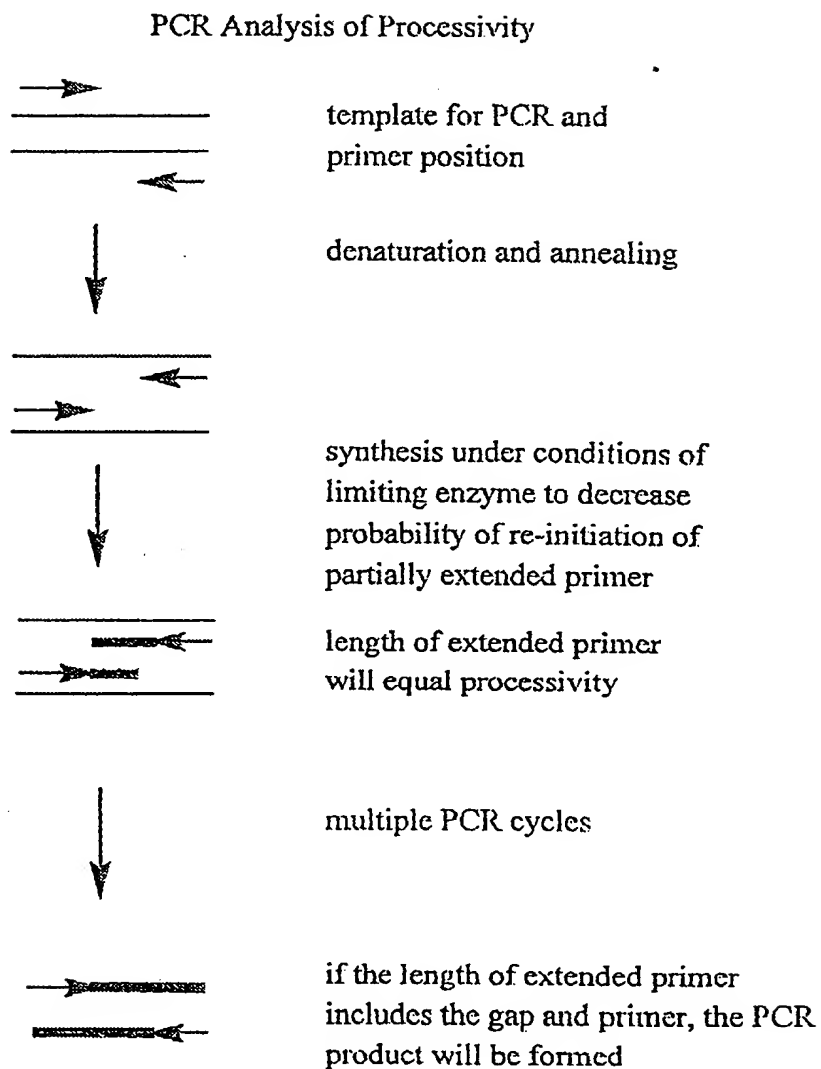 PCR Analysis of Processivity
template for PCR and
primer position
denaturation and annealing
synthesis under conditions of
limiting enzyme to decrease
probability of re-initiation of
partially extended primer
length of extended primer
will equal processivity
multiple PCR cycles
if the length of extended primer
includes the gap and primer, the PCR
product will be formed